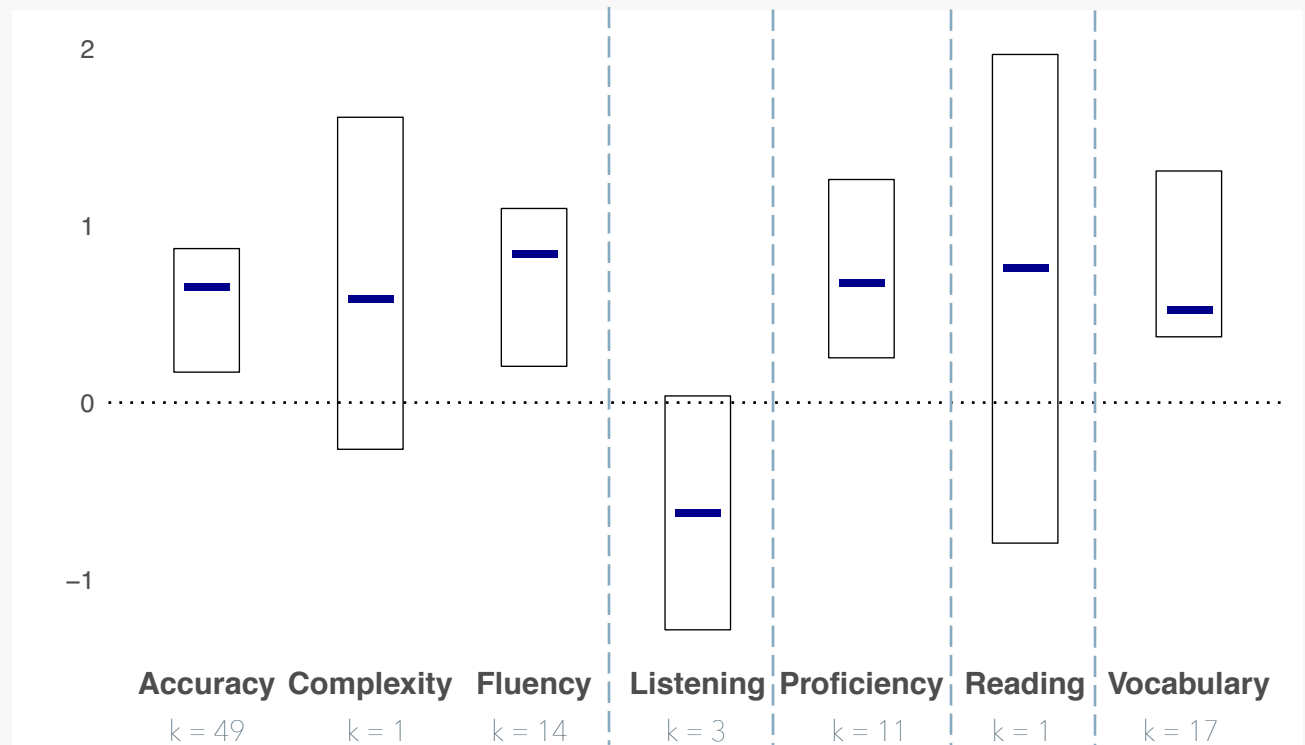 2
1
0
−1
Accuracy Complexity Fluency Listening Proficiency Reading Vocabulary
k = 49 k = 1 k = 14 k = 3 k = 11 k = 1 k = 17